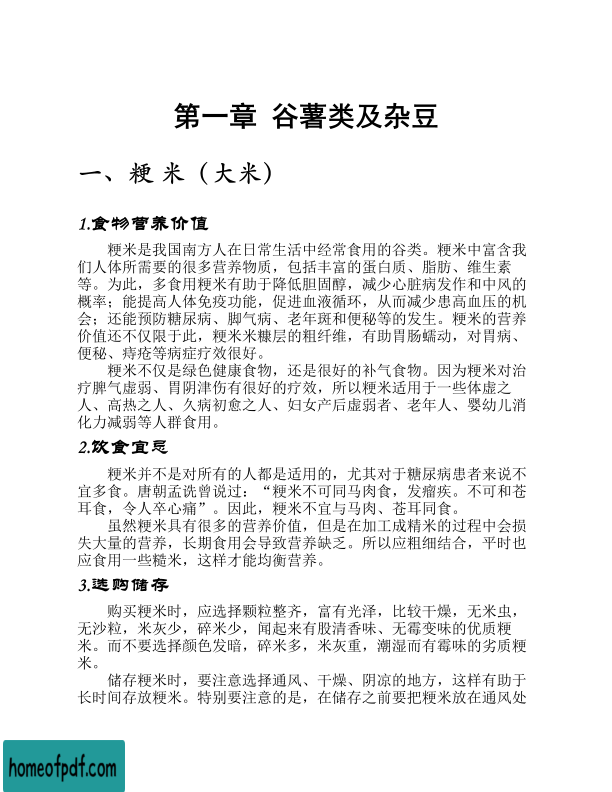 第一章 谷薯类及杂豆
一、粳 米（大米）
1.食物营养价值
粳米是我国南方人在日常生活中经常食用的谷类。粳米中富含我
们人体所需要的很多营养物质，包括丰富的蛋白质、脂肪、维生素
等。为此，多食用粳米有助于降低胆固醇，减少心脏病发作和中风的
概率；能提高人体免疫功能，促进血液循环，从而减少患高血压的机
会；还能预防糖尿病、脚气病、老年斑和便秘等的发生。粳米的营养
价值还不仅限于此，粳米米糠层的粗纤维，有助胃肠蠕动，对胃病、
便秘、痔疮等病症疗效很好。
粳米不仅是绿色健康食物，还是很好的补气食物。因为粳米对治
疗脾气虚弱、胃阴津伤有很好的疗效，所以粳米适用于一些体虚之
人、高热之人、久病初愈之人、妇女产后虚弱者、老年人、婴幼儿消
化力减弱等人群食用。
2.饮食宜忌
粳米并不是对所有的人都是适用的，尤其对于糖尿病患者来说不
宜多食。唐朝孟诜曾说过：“粳米不可同马肉食，发瘤疾。不可和苍
耳食，令人卒心痛”。因此，粳米不宜与马肉、苍耳同食。
虽然粳米具有很多的营养价值，但是在加工成精米的过程中会损
失大量的营养，长期食用会导致营养缺乏。所以应粗细结合，平时也
应食用一些糙米，这样才能均衡营养。
3.选购储存
购买粳米时，应选择颗粒整齐，富有光泽，比较干燥，无米虫，
无沙粒，米灰少，碎米少，闻起来有股清香味、无霉变味的优质粳
米。而不要选择颜色发暗，碎米多，米灰重，潮湿而有霉味的劣质粳
米。
储存粳米时，要注意选择通风、干燥、阴凉的地方，这样有助于
长时间存放粳米。特别要注意的是，在储存之前要把粳米放在通风处
homeofpdf.com